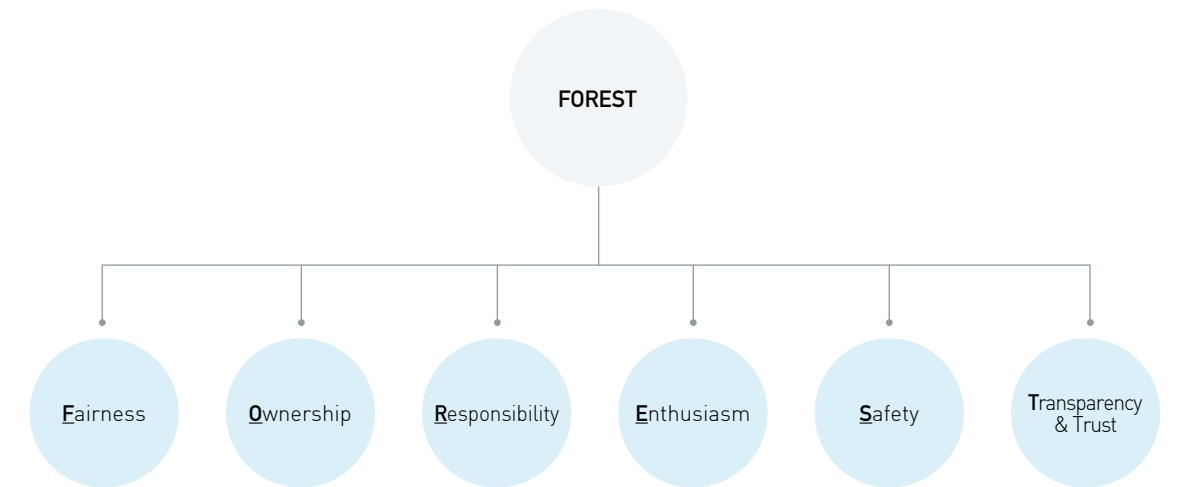 FOREST
Fairness
Ownership
Responsibility
Enthusiasm
Safety
Transparency
& Trust